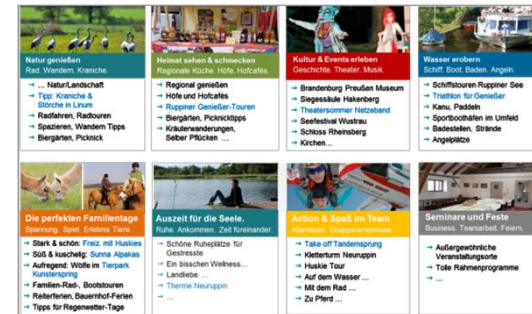 Natur genießen
Rad. Wandern. Kraniche.
→ ... Natur/Landschaft
→ Tipp: Kraniche &
Störche in Linum
→ Radfahren, Radtouren
→ Spazieren, Wandern Tipps
→ Biergärten, Picknick
Heimat sehen & schmecken
Regionale Küche. Höfe. Hofcafés.
→ Regional genießen
→ Höfe und Hofcafés
→ Ruppiner Genießer-Touren
→ Biergärten, Picknicktipps
→ Kräuterwanderungen,
Selber Pflücken ...
Kultur & Events erleben
Geschichte. Theater. Musik.
→ Brandenburg Preußen Museum
→ Siegessäule Hakenberg
→ Theatersommer Netzeband
→ Seefestival Wustrau
→ Schloss Rheinsberg
→ Kirchen...
Wasser erobern
Schiff. Boot. Baden. Angeln.
→ Schiffstouren Ruppiner See
→ Triathlon für Genießer
→ Kanu, Paddeln
→ Sportboothäfen im Umfeld
→ Badestellen, Strände
→ Angelplätze
Die perfekten Familientage
Spannung. Spiel. Erlebnis Tiere.
→ Stark & schön: Freiz. mit Huskies
→ Süß & kuschelig: Sunna Alpakas
→ Aufregend: Wölfe im Tierpark
Kunsterspring
→ Familien-Rad-, Bootstouren
→ Reiterferien, Bauernhof-Ferien
→ Tipps für Regenwetter-Tage
Auszeit für die Seele.
Ruhe. Ankommen. Zeit füreinander.
→ Schöne Ruheplätze für
Gestresste
→ Ein bisschen Wellness...
→ Landliebe ...
→ Therme Neuruppin
→ ...
Action & Spaß im Team
Abenteuer. Gruppenerlebnisse.
→ Take off Tandemsprung
→ Kletterturm Neuruppin
→ Huskie Tour
→ Auf dem Wasser ...
→ Mit dem Rad ...
→ Zu Pferd ...
Seminare und Feste
Business. Teamarbeit. Feiern.
→ Außergewöhnliche
Veranstaltungsorte
→ Tolle Rahmenprogramme
→ ...